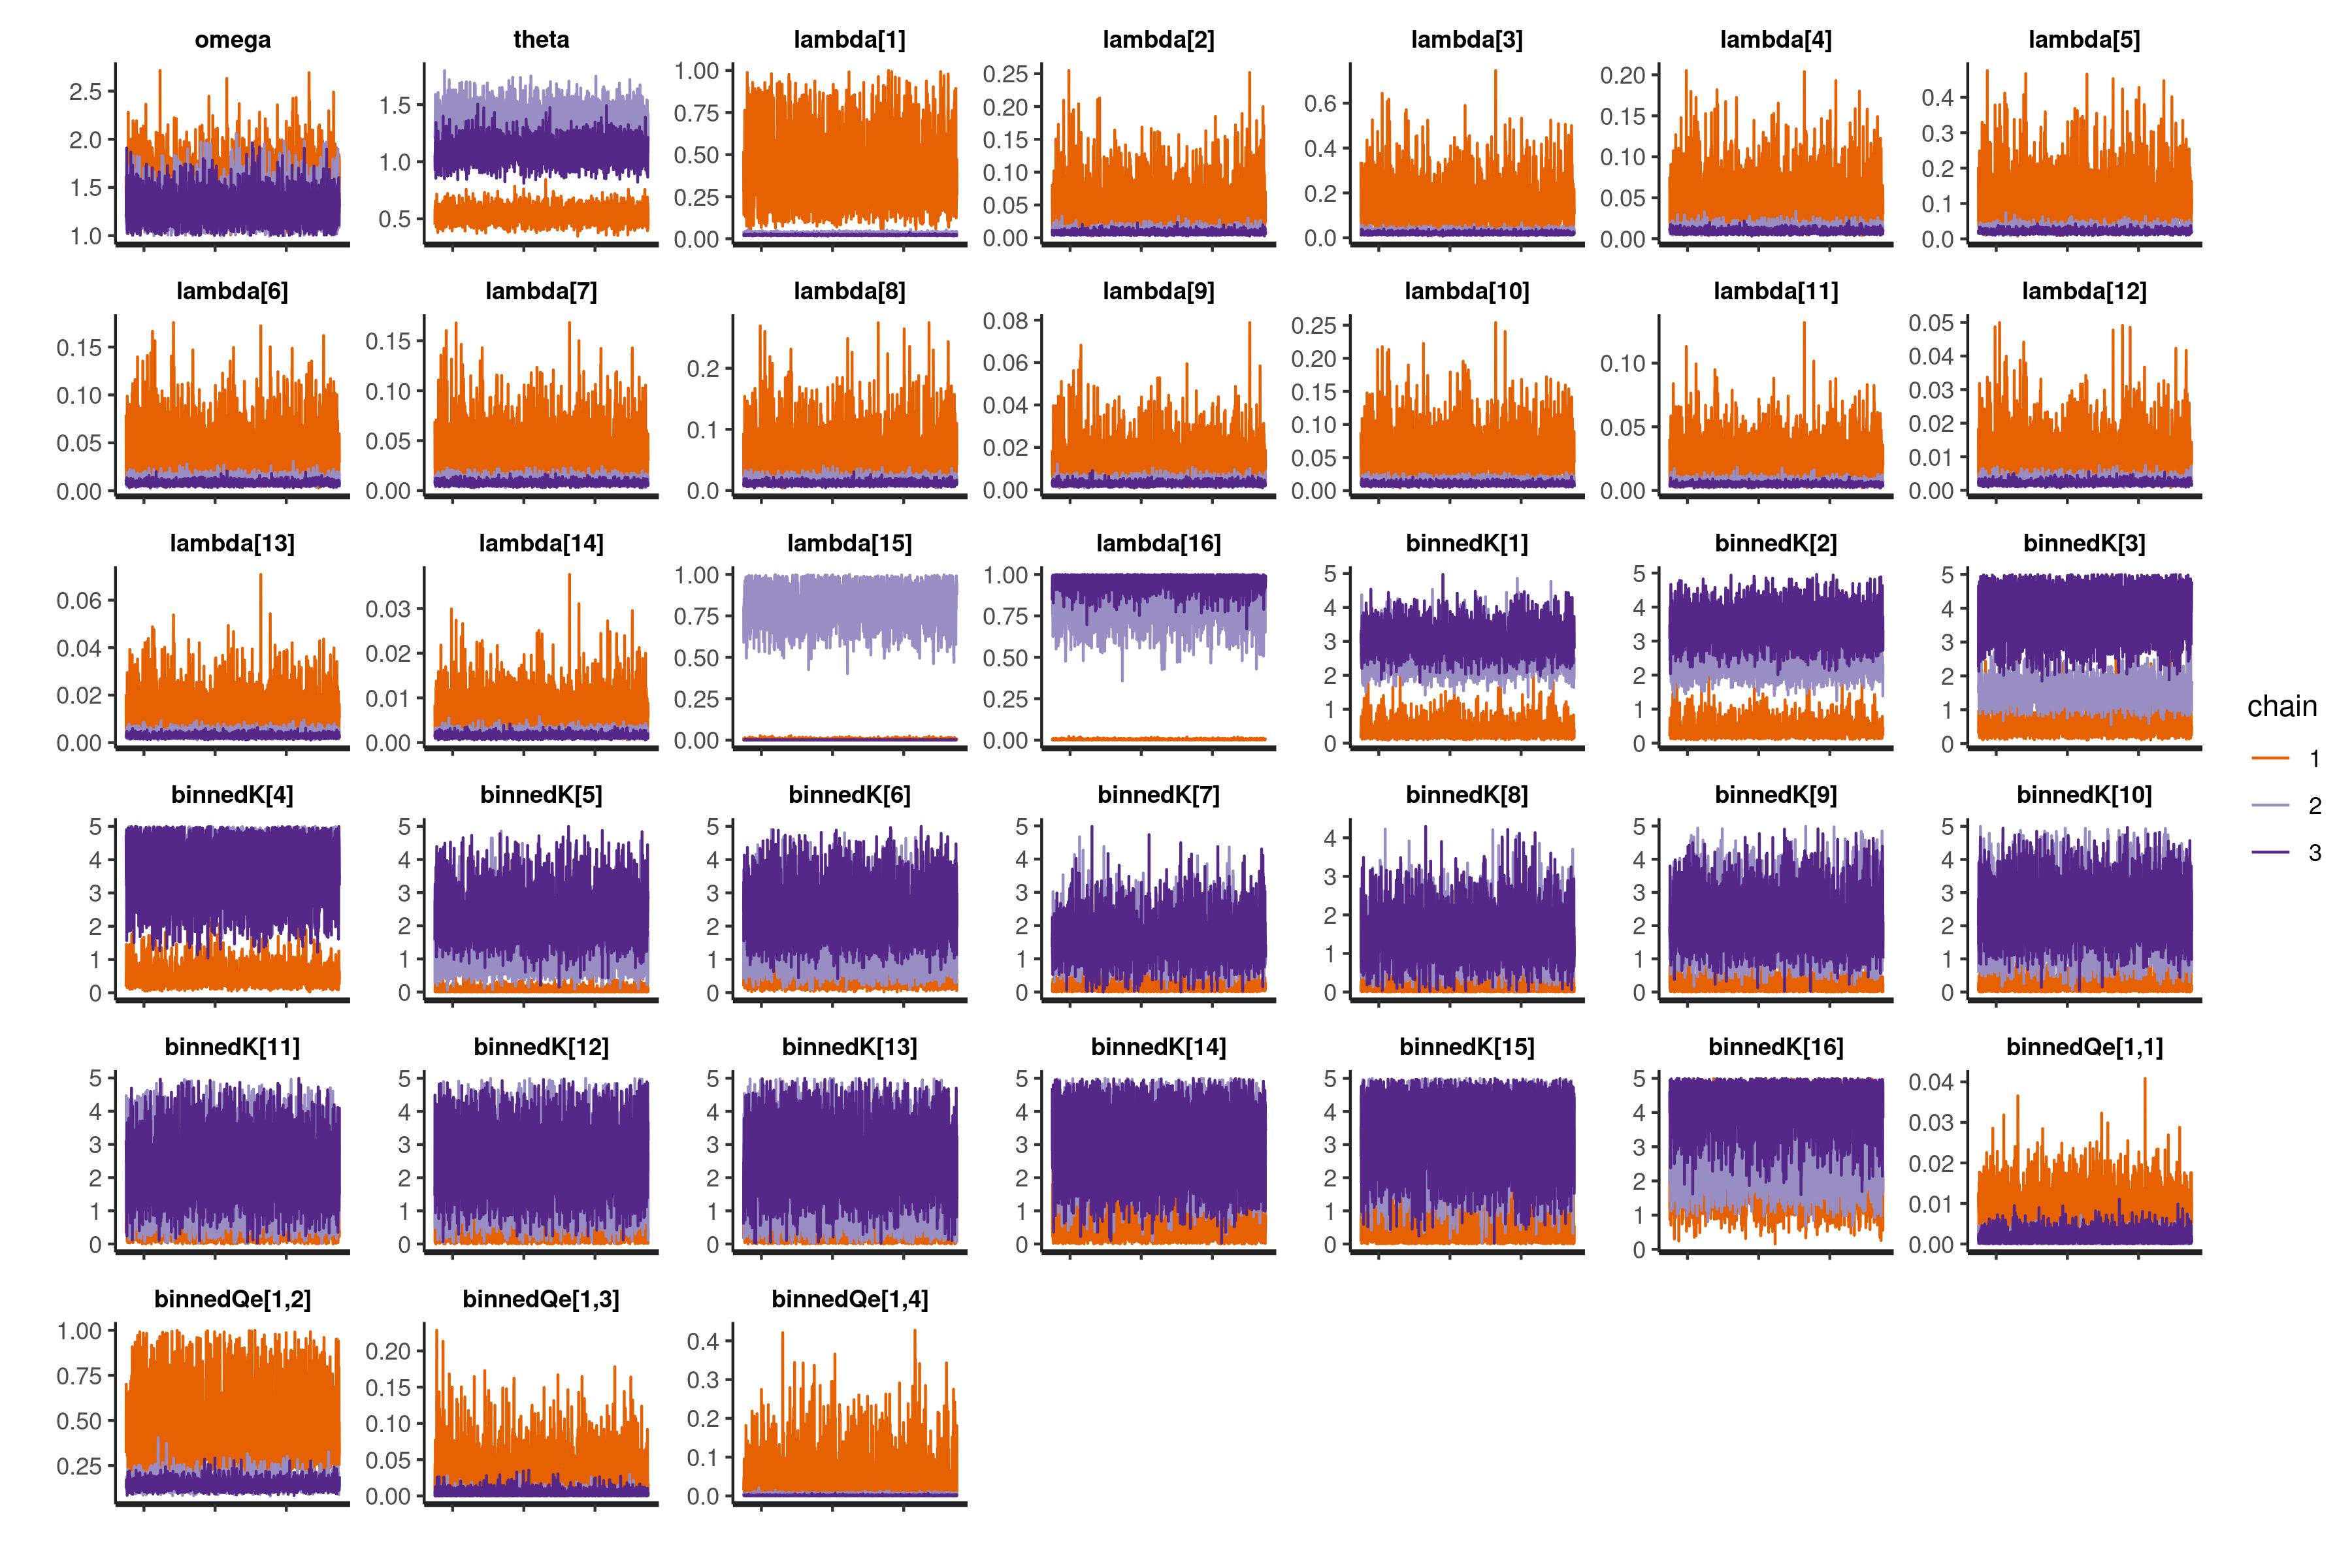 omega theta lambda[1] lambda[2] lambda[3] lambda[4] lambda[5]
2.5 2.0 1.5 1.0
1.5 1.0 0.5
1.00 0.75 0.50 0.25 0.00
0.25 0.20 0.15 0.10 0.05 0.00
0.6 0.4 0.2 0.0
0.20 0.15 0.10 0.05 0.00
0.4 0.3 0.2 0.1 0.0
lambda[6] lambda[7] lambda[8] lambda[9] lambda[10] lambda[11] lambda[12]
0.15 0.10 0.05 0.00
0.15 0.10 0.05 0.00
0.2 0.1 0.0
0.08 0.06 0.04 0.02 0.00
0.25 0.20 0.15 0.10 0.05 0.00
0.10 0.05 0.00
0.05 0.04 0.03 0.02 0.01 0.00
lambda[13] lambda[14] lambda[15] lambda[16] binnedK[1] binnedK[2] binnedK[3]
0.06 0.04 0.02 0.00
0.03 0.02 0.01 0.00
1.00 0.75 0.50 0.25 0.00
1.00 0.75 0.50 0.25 0.00
5 4 3 2 1 0
5 4 3 2 1 0
5 4 3 2 1 0
chain
1
2
3
binnedK[4] binnedK[5] binnedK[6] binnedK[7] binnedK[8] binnedK[9] binnedK[10]
5 4 3 2 1 0
5 4 3 2 1 0
5 4 3 2 1 0
5 4 3 2 1 0
4 3 2 1 0
5 4 3 2 1 0
5 4 3 2 1 0
binnedK[11] binnedK[12] binnedK[13] binnedK[14] binnedK[15] binnedK[16] binnedQe[1,1]
5 4 3 2 1 0
5 4 3 2 1 0
5 4 3 2 1 0
5 4 3 2 1 0
5 4 3 2 1 0
5 4 3 2 1 0
0.04 0.03 0.02 0.01 0.00
binnedQe[1,2] binnedQe[1,3] binnedQe[1,4]
1.00 0.75 0.50 0.25
0.20 0.15 0.10 0.05 0.00
0.4 0.3 0.2 0.1 0.0